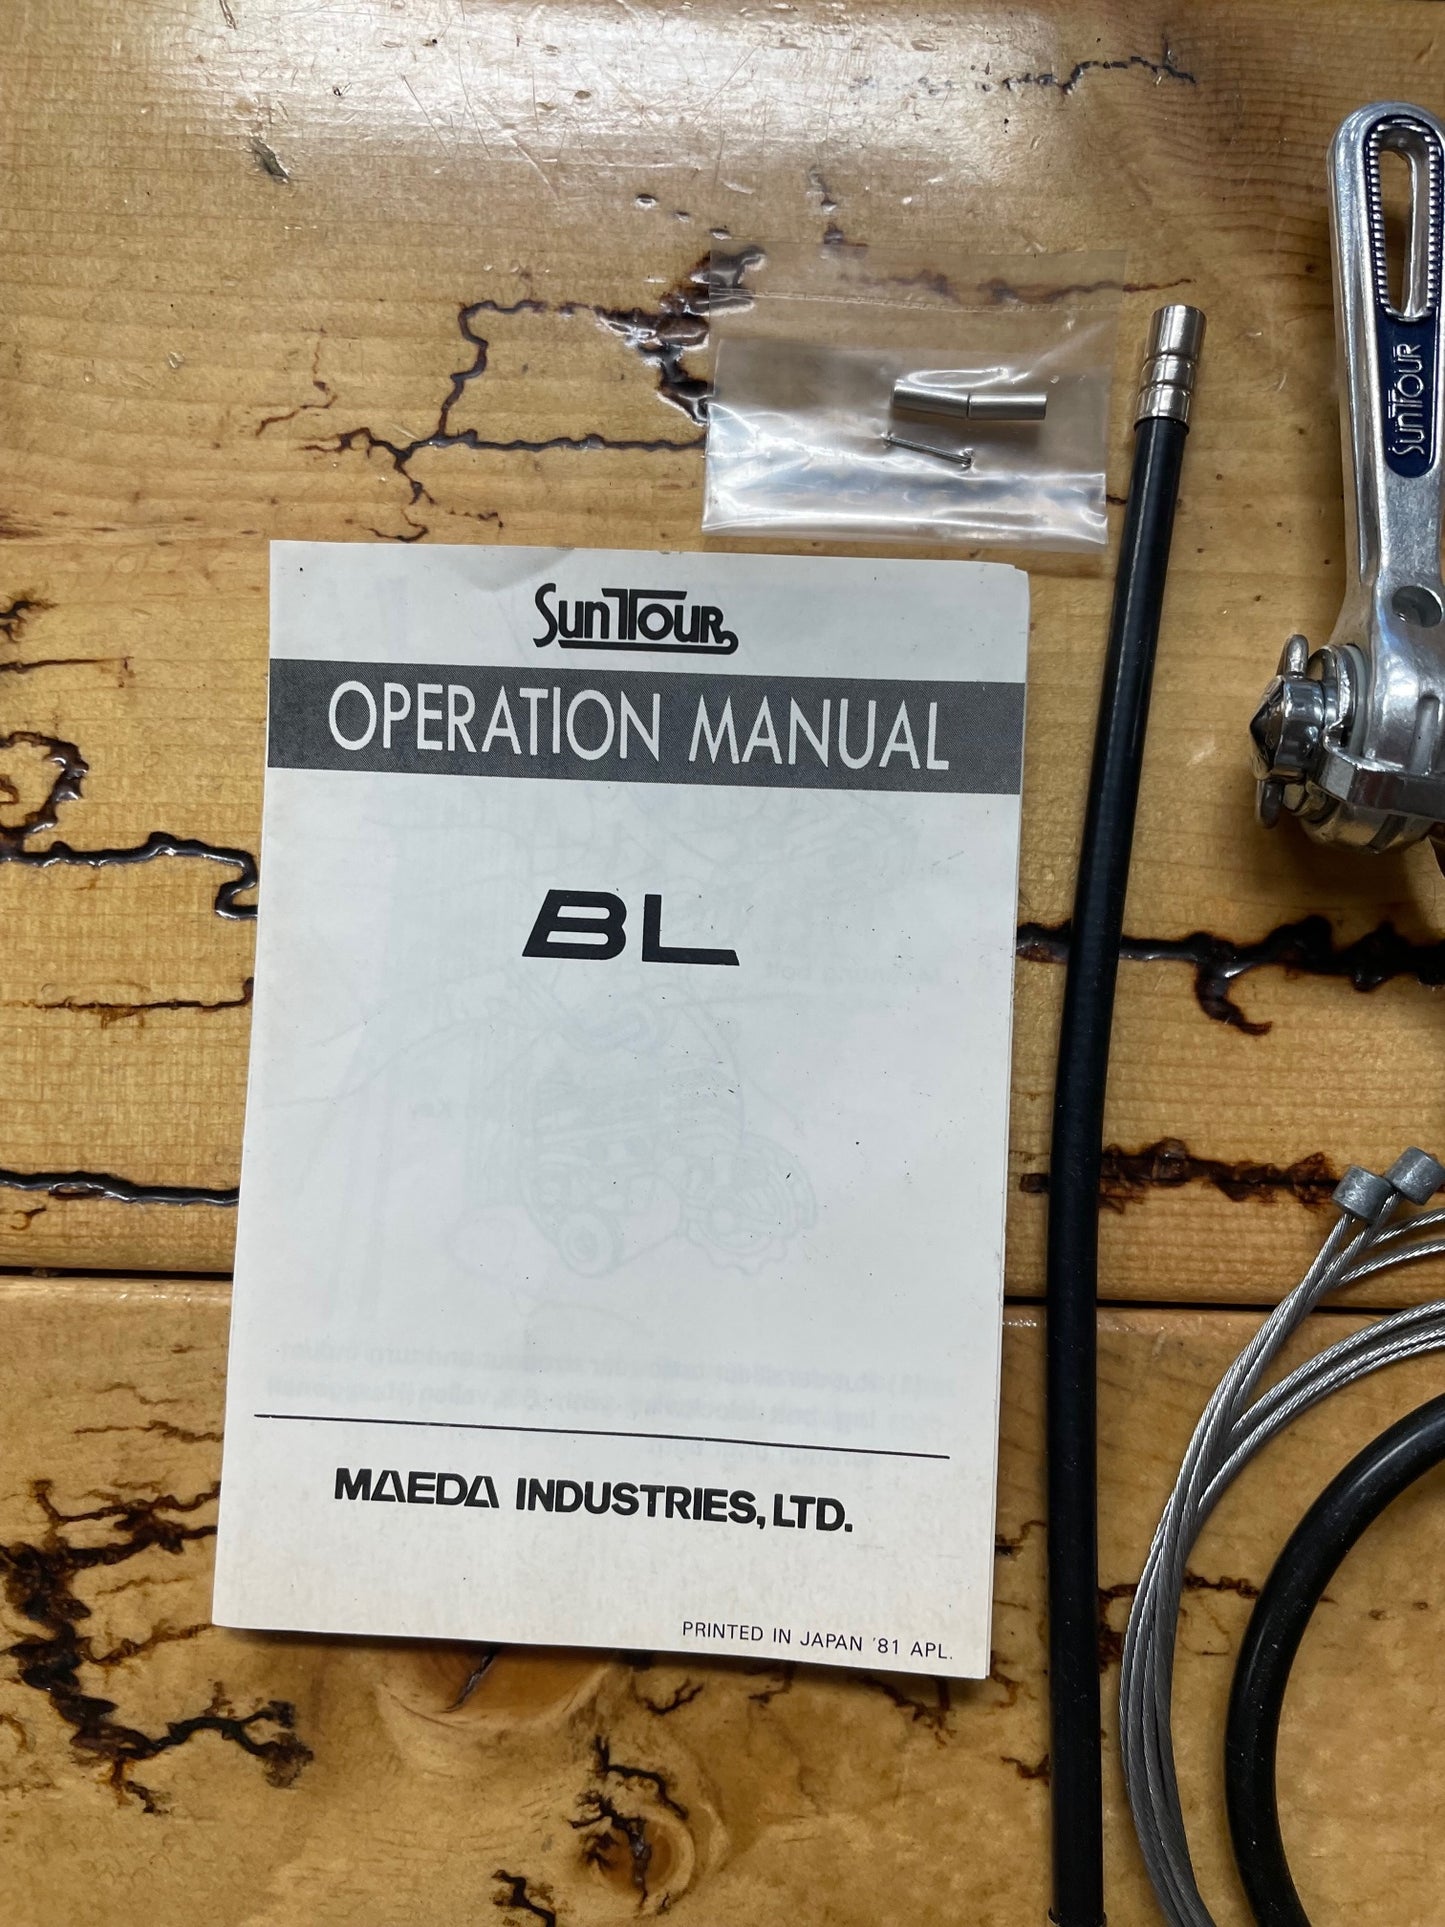 SunTour
OPERATION MANUAL
BL
MAEDA INDUSTRIES, LTD.
PRINTED IN JAPAN '81 APL.
SunTour